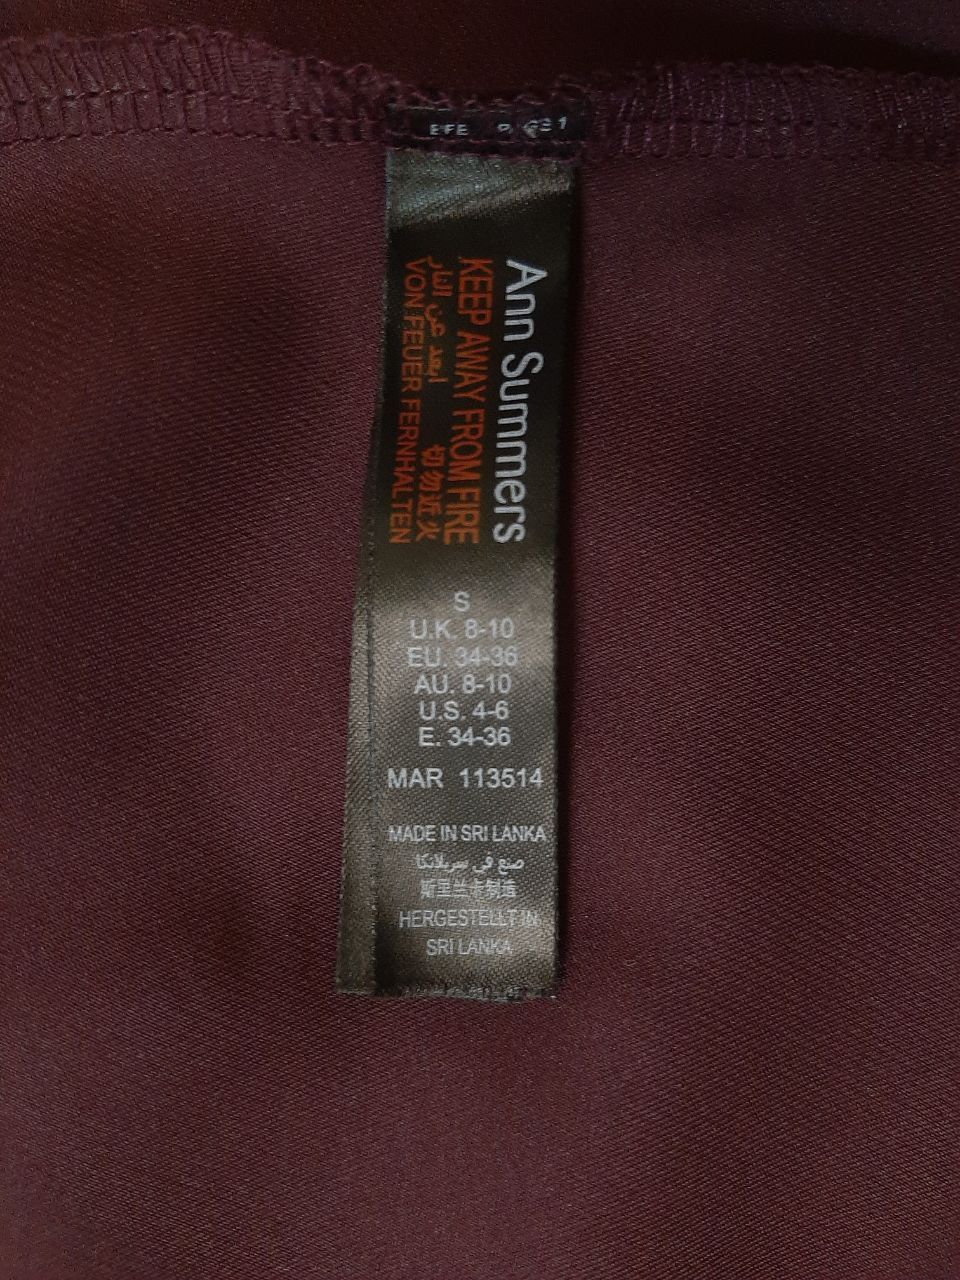 Ann Summers
KEEP AWAY FROM FIRE
ابعد عن النار
切勿近火
VON FEUER FERNHALTEN
S
U.K. 8-10
EU. 34-36
AU. 8-10
U.S. 4-6
E. 34-36
MAR 113514
MADE IN SRI LANKA
صنع في سريلانكا
斯里兰卡制造
HERGESTELLT IN
SRI LANKA